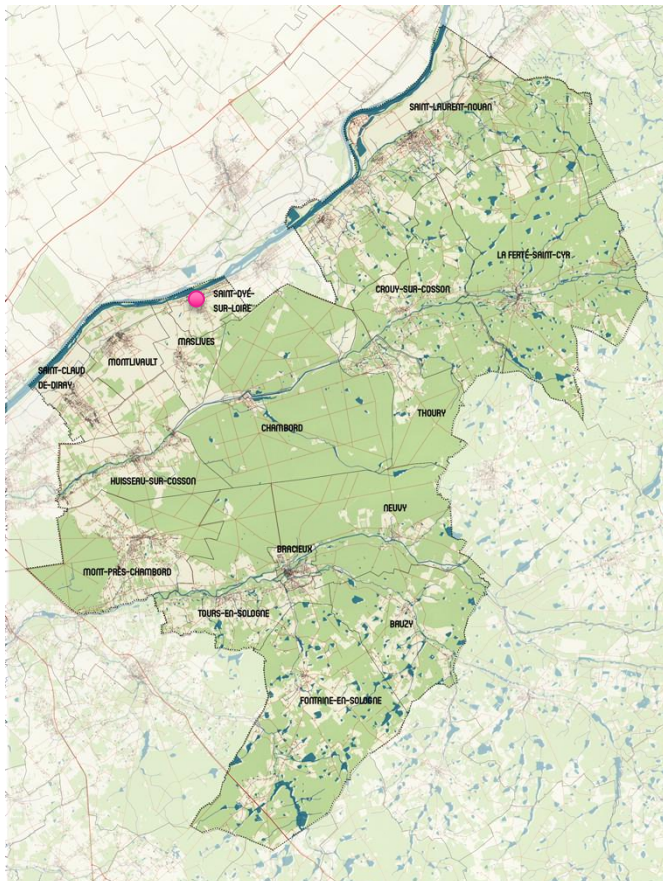 SAINT-LAURENT-NOUAN
LA FERTÉ-SAINT-CYR
CROUY-SUR-COSSON
SAINT-DYÉ-
SUR-LOIRE
MASLIVES
MONTLIVAULT
SAINT-CLAUD
DE-DIRAY
THOURY
CHAMBORD
HUISSEAU-SUR-COSSON
NEUVY
BRACIEUX
MONT-PRÈS-CHAMBORD
TOURS-EN-SOLOGNE
BAUZY
FONTAINE-EN-SOLOGNE